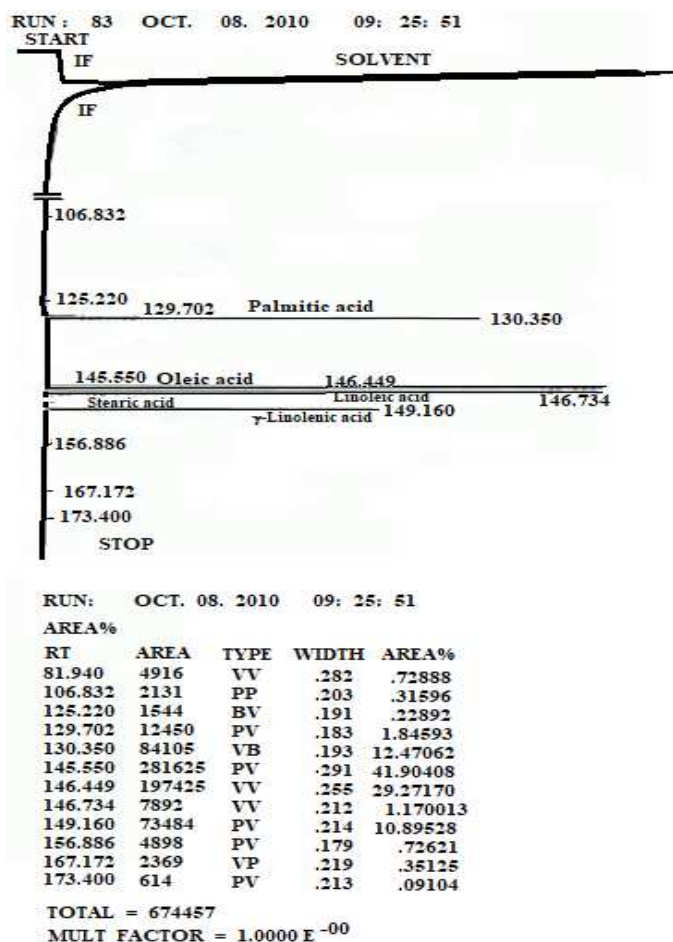 RUN : 83 OCT. 08. 2010 09: 25: 51
START
IF SOLVENT
IF
106.832
125.220
129.702 Palmitic acid 130.350
145.550 Oleic acid 146.449
Stearic acid Linoleic acid 146.734
γ-Linolenic acid 149.160
156.886
167.172
173.400
STOP
RUN: OCT. 08. 2010 09: 25: 51
AREA%
RT AREA TYPE WIDTH AREA%
81.940 4916 VV .282 .72888
106.832 2131 PP .203 .31596
125.220 1544 BV .191 .22892
129.702 12450 PV .183 1.84593
130.350 84105 VB .193 12.47062
145.550 281625 PV .291 41.90408
146.449 197425 VV .255 29.27170
146.734 7892 VV .212 1.170013
149.160 73484 PV .214 10.89528
156.886 4898 PV .179 .72621
167.172 2369 VP .219 .35125
173.400 614 PV .213 .09104
TOTAL = 674457
MULT FACTOR = 1.0000 E -00